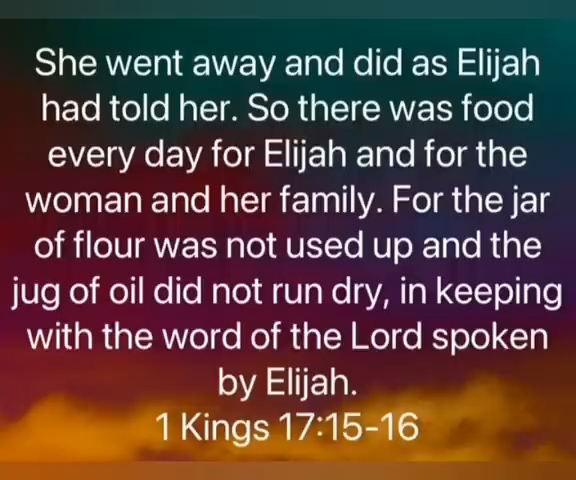 She went away and did as Elijah
had told her. So there was food
every day for Elijah and for the
woman and her family. For the jar
of flour was not used up and the
jug of oil did not run dry, in keeping
with the word of the Lord spoken
by Elijah.
1 Kings 17:15-16